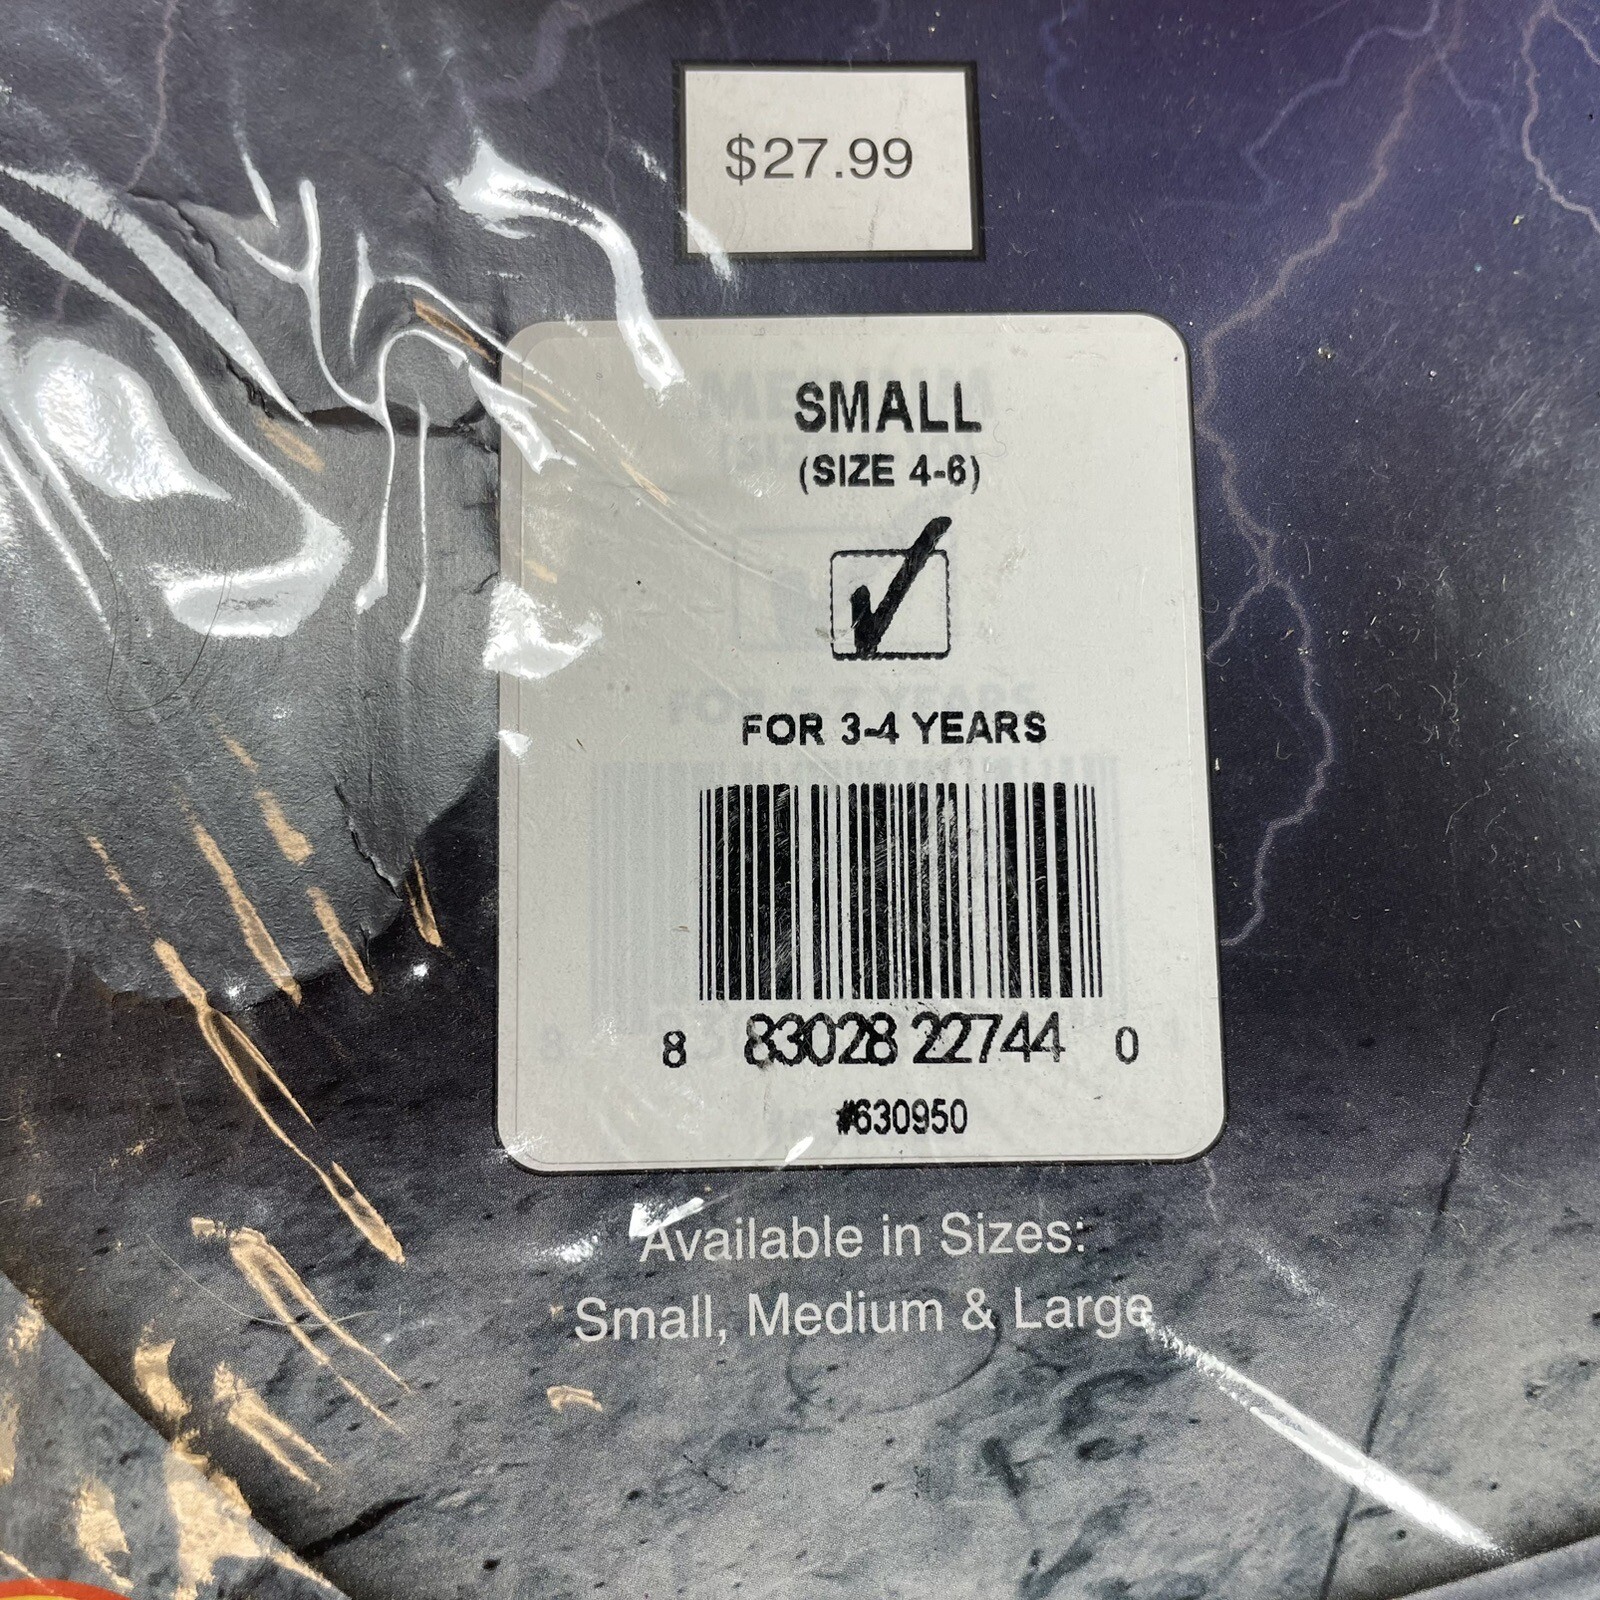 $27.99
SMALL
(SIZE 4-6)
FOR 3-4 YEARS
8 83028 22744 0
#630950
Available in Sizes:
Small, Medium & Large